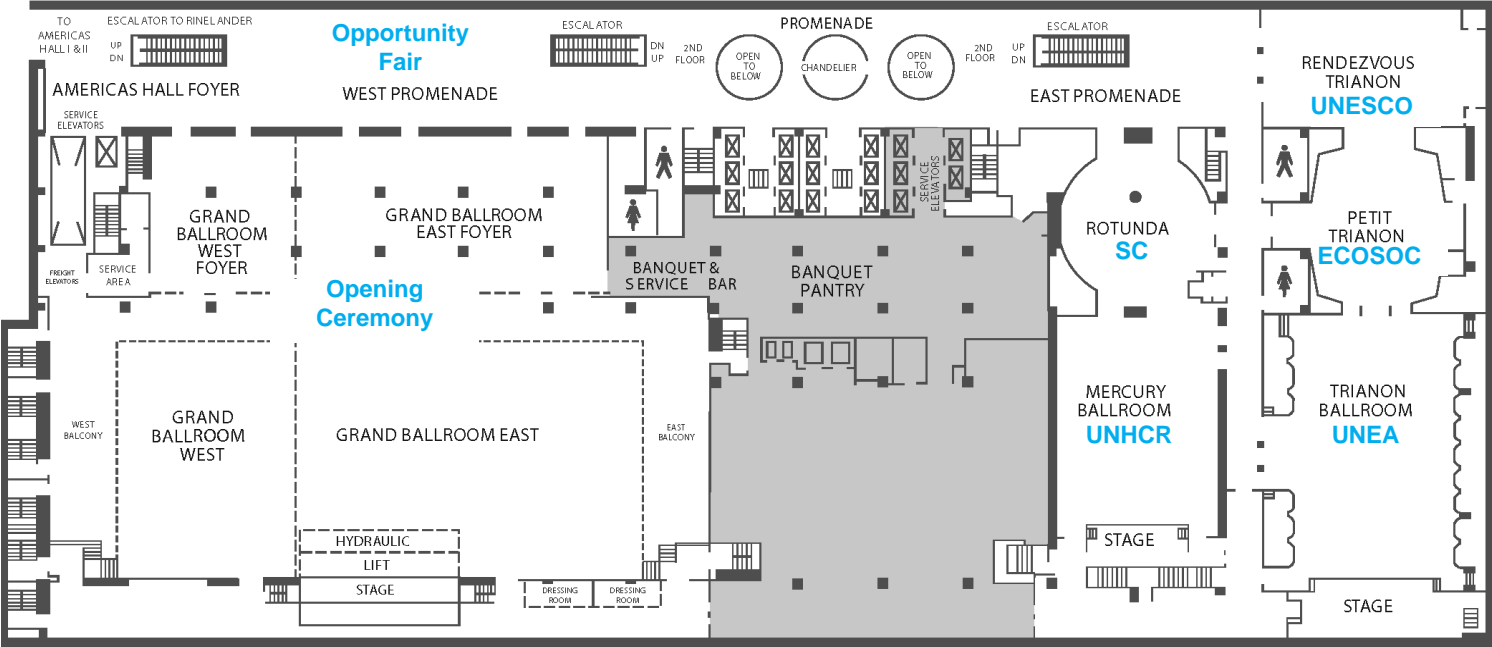 TO
AMERICAS
HALL I & II
ESCALATOR TO RINELANDER
UP
DN
Opportunity
Fair
WEST PROMENADE
ESCALATOR
DN
UP
2ND
FLOOR
PROMENADE
OPEN
TO
BELOW
CHANDELIER
OPEN
TO
BELOW
2ND
FLOOR
UP
DN
ESCALATOR
EAST PROMENADE
RENDEZVOUS
TRIANON
UNESCO
AMERICAS HALL FOYER
SERVICE
ELEVATORS
GRAND
BALLROOM
WEST
FOYER
GRAND BALLROOM
EAST FOYER
SERVICE
ELEVATORS
ROTUNDA
SC
PETIT
TRIANON
ECOSOC
FREIGHT
ELEVATORS
SERVICE
AREA
Opening
Ceremony
BANQUET &
SERVICE BAR
BANQUET
PANTRY
WEST
BALCONY
GRAND
BALLROOM
WEST
GRAND BALLROOM EAST
EAST
BALCONY
MERCURY
BALLROOM
UNHCR
TRIANON
BALLROOM
UNEA
HYDRAULIC
LIFT
STAGE
DRESSING
ROOM
DRESSING
ROOM
STAGE
STAGE